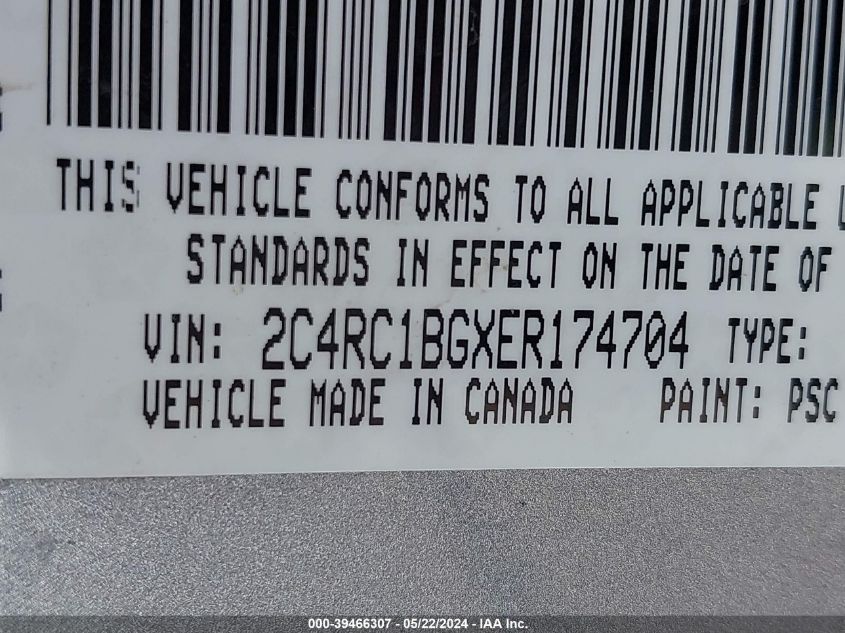 THIS VEHICLE CONFORMS TO ALL APPLICABLE
STANDARDS IN EFFECT ON THE DATE OF
VIN: 2C4RC1BGXER174704 TYPE:
VEHICLE MADE IN CANADA PAINT: PSC
000-39466307 - 05/22/2024 - IAA Inc.